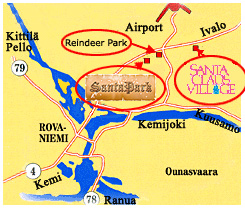 Airport
Kittilä
Pello
Reindeer Park
Ivalo
SANTA
CLAUS
VILLAGE
79
SantaPark
ROVA-
NIEMI
Kemijoki
Kuusamo
4
Kemi
Ounasvaara
78
Ranua